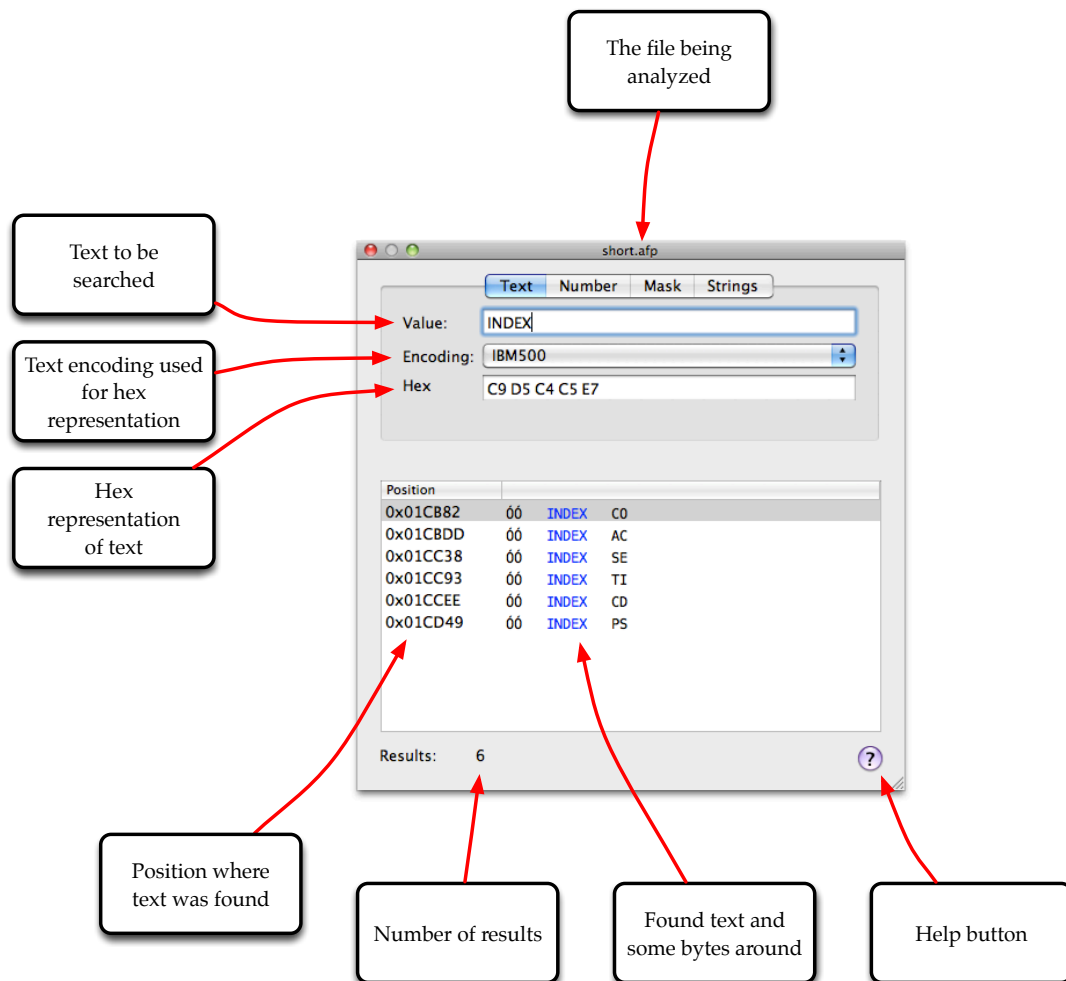 The file being
analyzed
Text to be
searched
Text encoding used
for hex
representation
Hex
representation
of text
short.afp
Text Number Mask Strings
Value: INDEX
Encoding: IBM500
Hex C9 D5 C4 C5 E7
Position
0x01CB82 óó INDEX CO
0x01CBDD óó INDEX AC
0x01CC38 óó INDEX SE
0x01CC93 óó INDEX TI
0x01CCEE óó INDEX CD
0x01CD49 óó INDEX PS
Results: 6
?
Position where
text was found
Number of results
Found text and
some bytes around
Help button